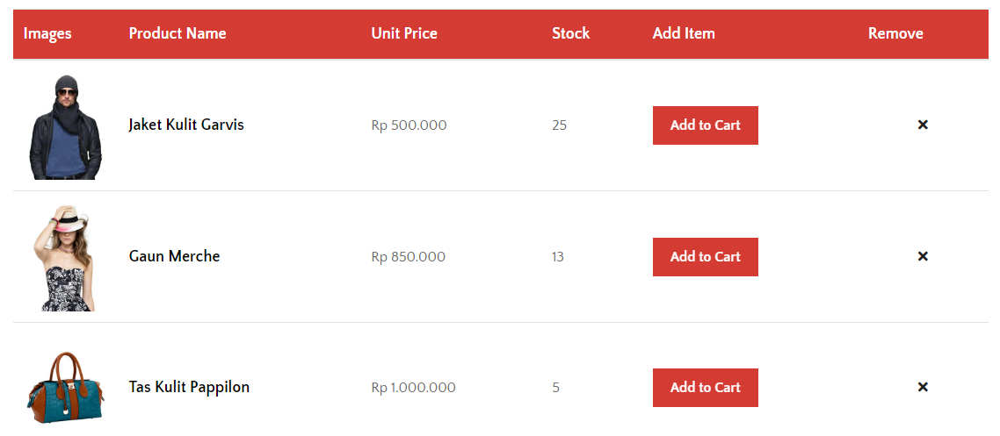 Images Product Name Unit Price Stock Add Item Remove
Jaket Kulit Garvis Rp 500.000 25 Add to Cart ×
Gaun Merche Rp 850.000 13 Add to Cart ×
Tas Kulit Pappilon Rp 1.000.000 5 Add to Cart ×